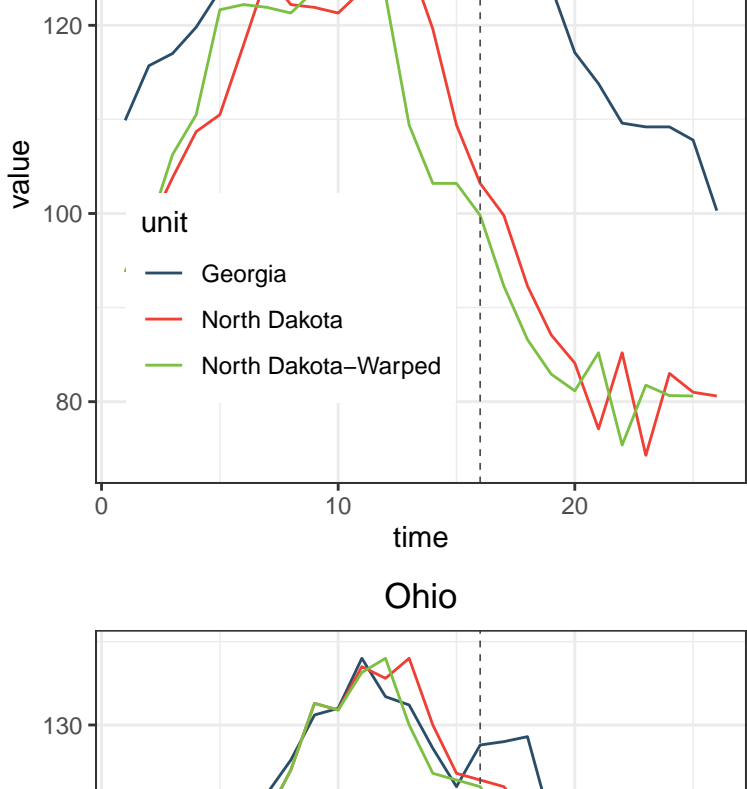 120
100
80
value
unit
Georgia
North Dakota
North Dakota−Warped
0
10
20
time
Ohio
130